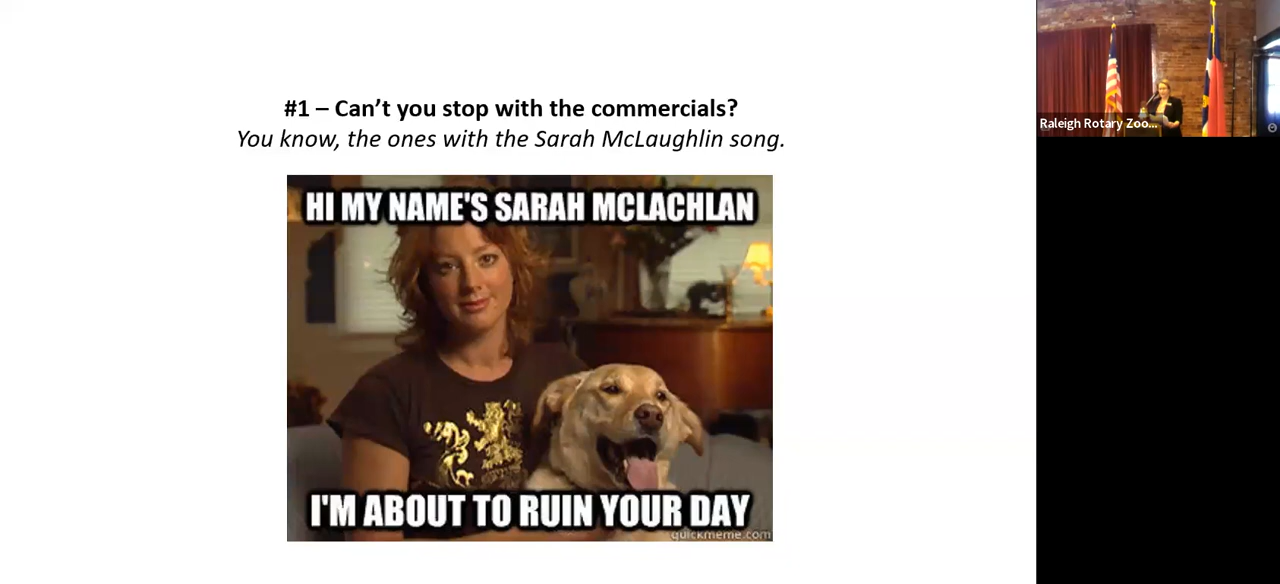 #1 – Can’t you stop with the commercials?
You know, the ones with the Sarah McLaughlin song.
HI MY NAME'S SARAH MCLACHLAN
I'M ABOUT TO RUIN YOUR DAY
quickmeme.com
Raleigh Rotary Zoo...